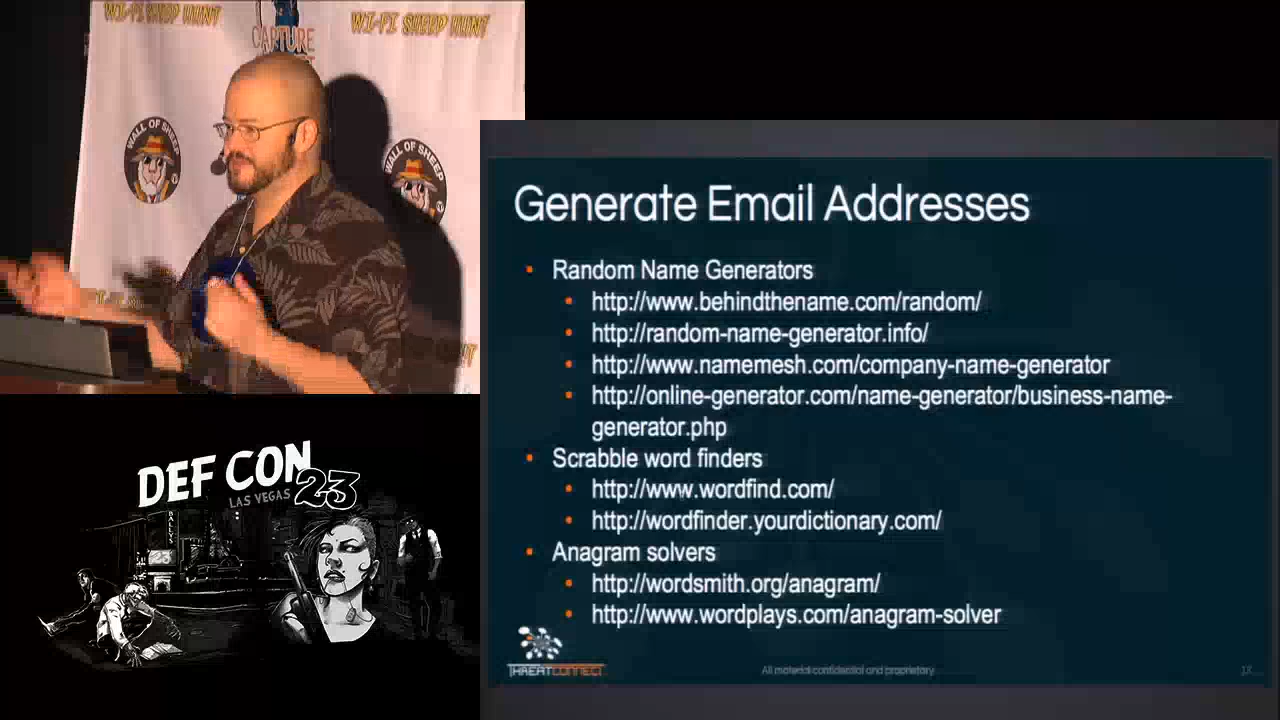 WI-FI SHEEP HUNT
WI-FI SHEEP HUNT
CAPTURE
WALL OF SHEEP
WALL OF SHEEP
DEF CON
LAS VEGAS 23
BALLY'S
Generate Email Addresses
• Random Name Generators
• http://www.behindthename.com/random/
• http://random-name-generator.info/
• http://www.namemesh.com/company-name-generator
• http://online-generator.com/name-generator/business-name-
generator.php
• Scrabble word finders
• http://www.wordfind.com/
• http://wordfinder.yourdictionary.com/
• Anagram solvers
• http://wordsmith.org/anagram/
• http://www.wordplays.com/anagram-solver
THREATCONNECT
All material confidential and proprietary